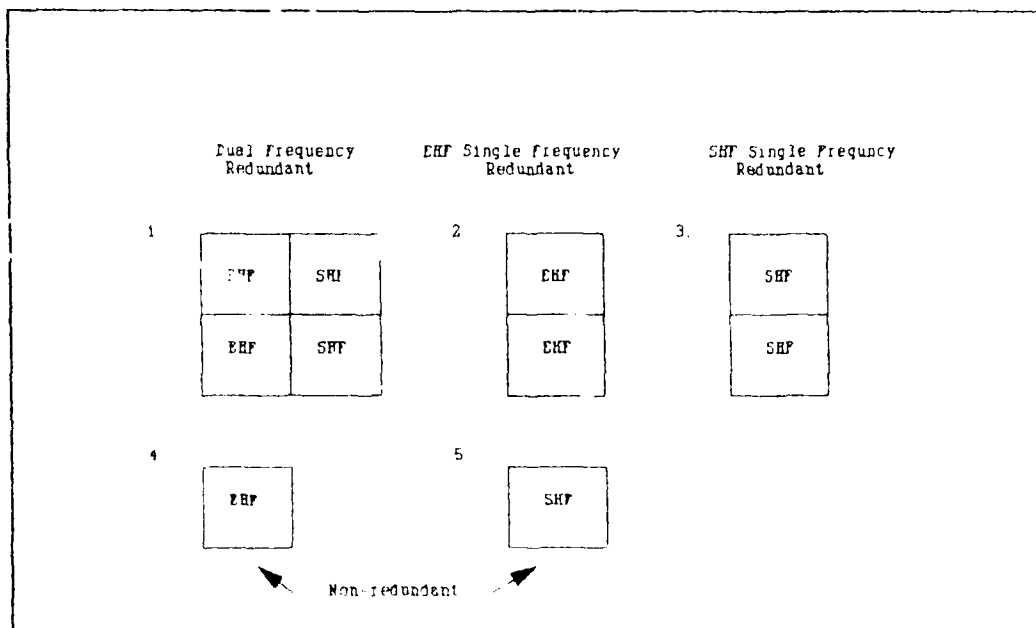 Dual Frequency
Redundant
EHF Single Frequency
Redundant
SHF Single Frequncy
Redundant
1
2
3.
EHF
SHF
EHF
SHF
EHF
SHF
EHF
SHF
4
5
EHF
SHF
Non-redundant